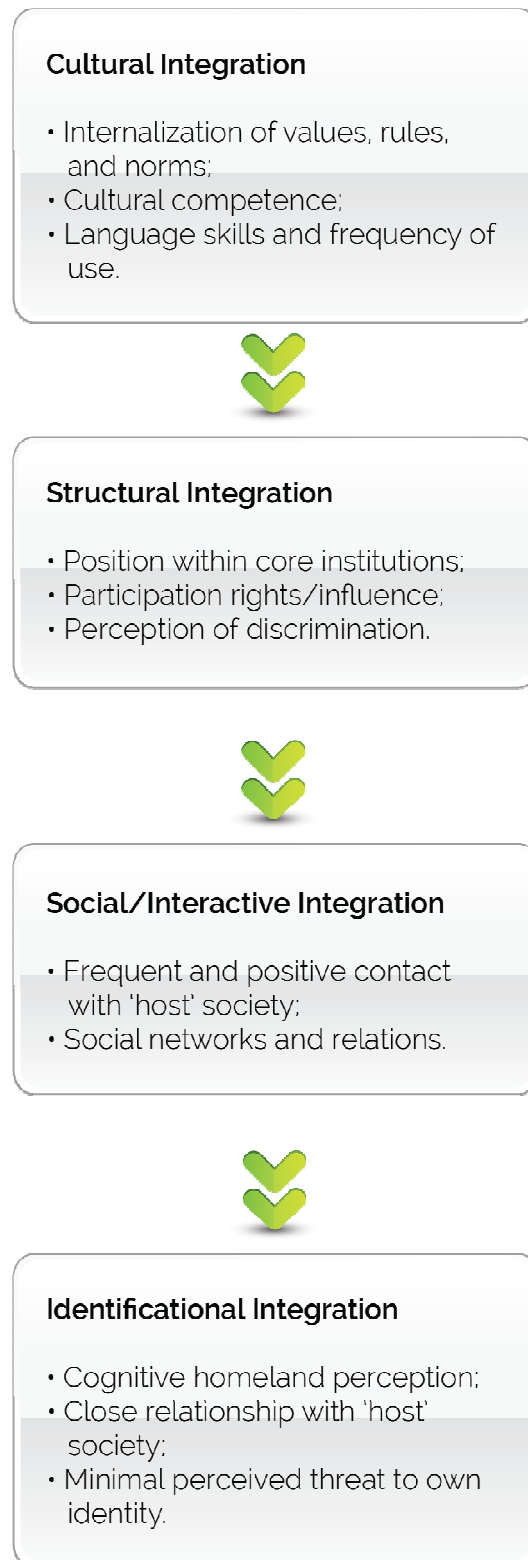 Cultural Integration
• Internalization of values, rules,
and norms;
• Cultural competence;
• Language skills and frequency of
use.
Structural Integration
• Position within core institutions;
• Participation rights/influence;
• Perception of discrimination.
Social/Interactive Integration
• Frequent and positive contact
with ‘host’ society;
• Social networks and relations.
Identificational Integration
• Cognitive homeland perception;
• Close relationship with ‘host’
society;
• Minimal perceived threat to own
identity.